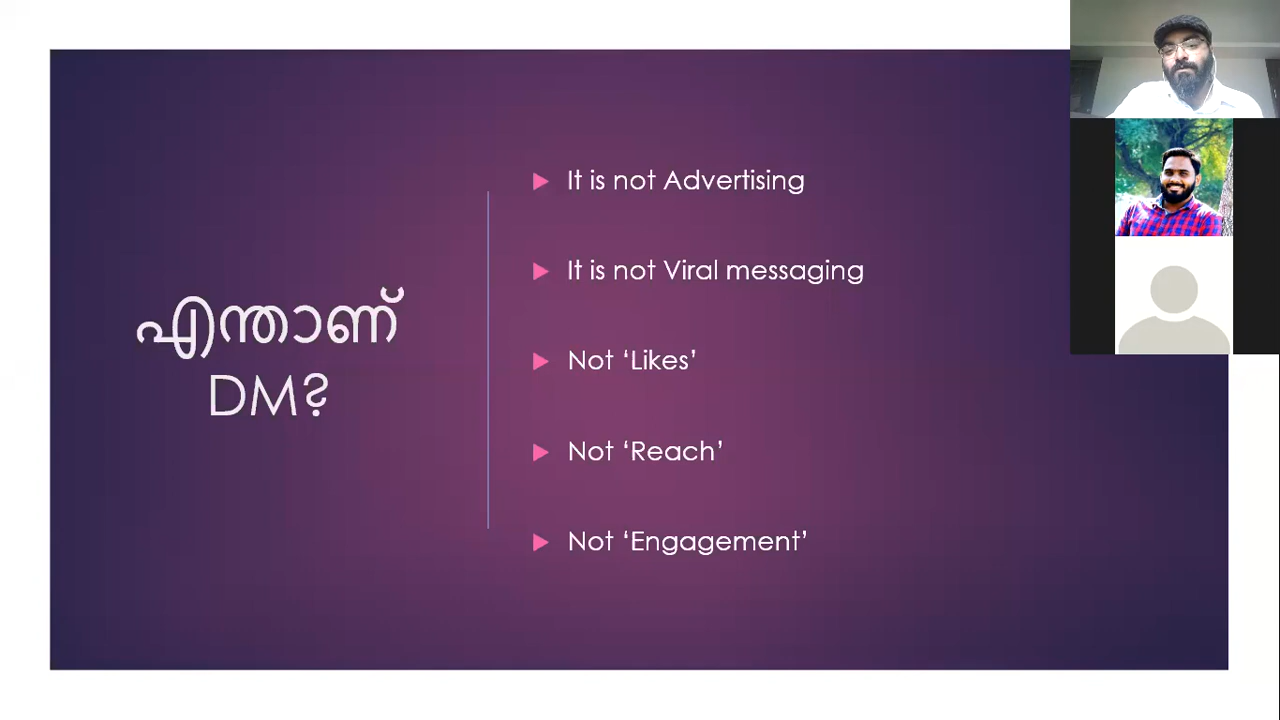 എന്താണ്
DM?
It is not Advertising
It is not Viral messaging
Not ‘Likes’
Not ‘Reach’
Not ‘Engagement’